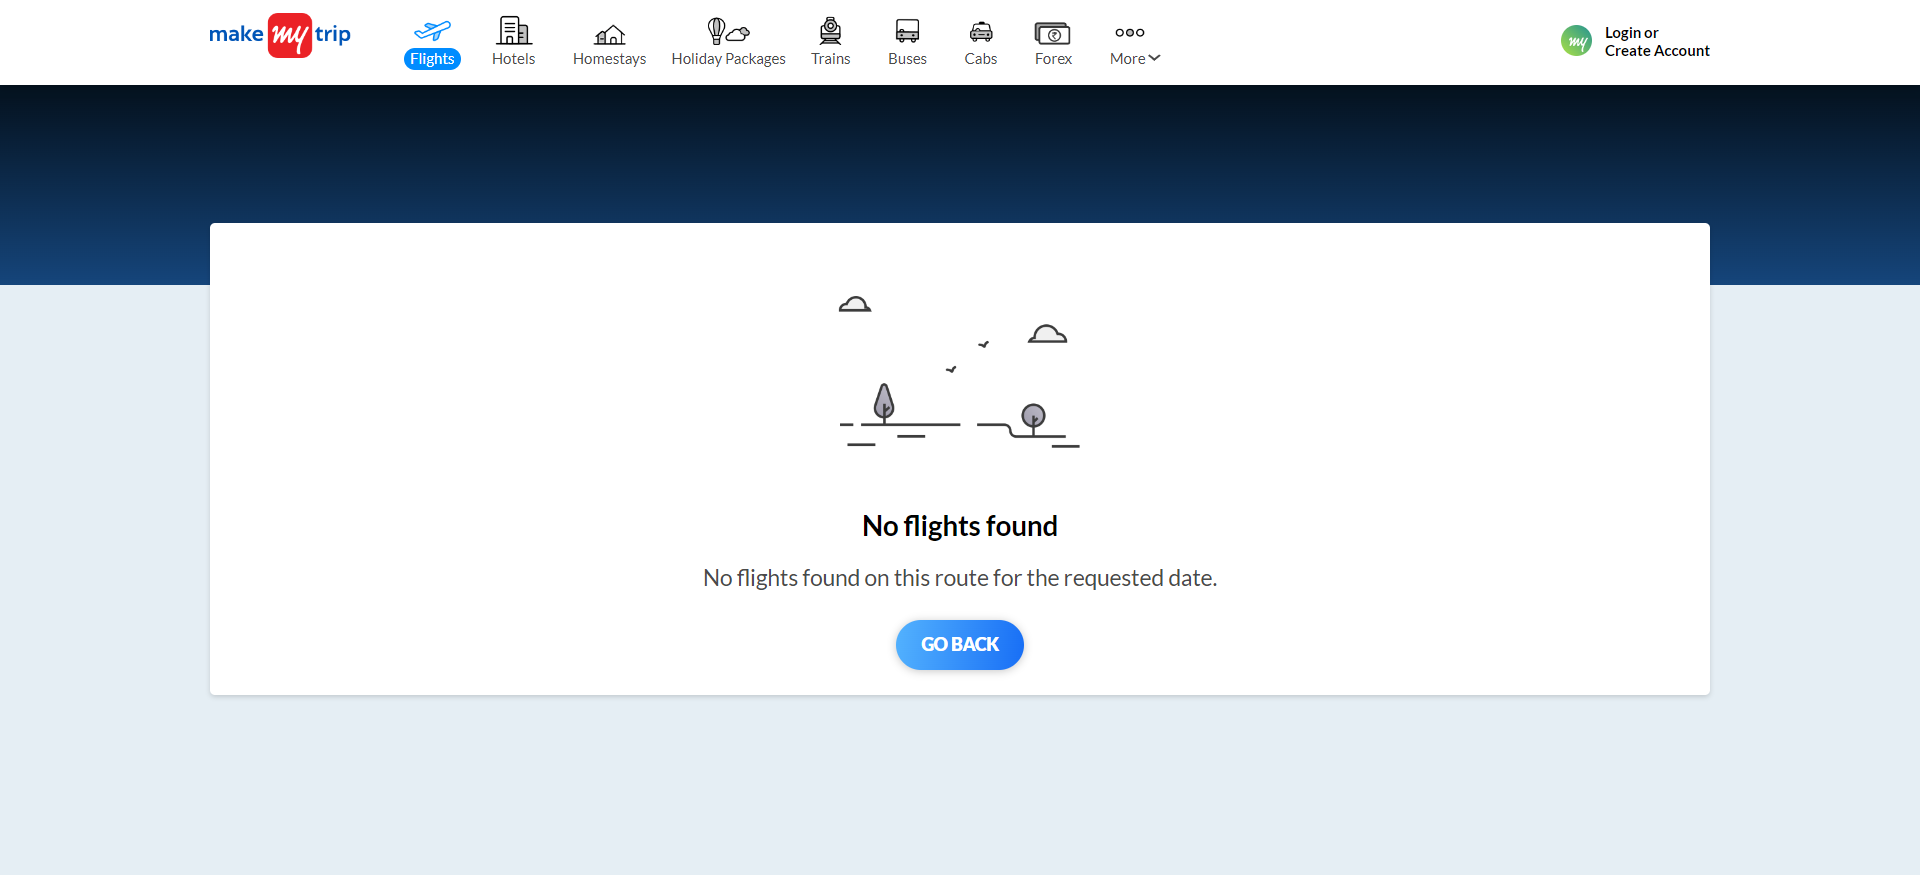 make my trip
Flights
Hotels
Homestays
Holiday Packages
Trains
Buses
Cabs
Forex
More
my
Login or
Create Account
No flights found
No flights found on this route for the requested date.
GO BACK